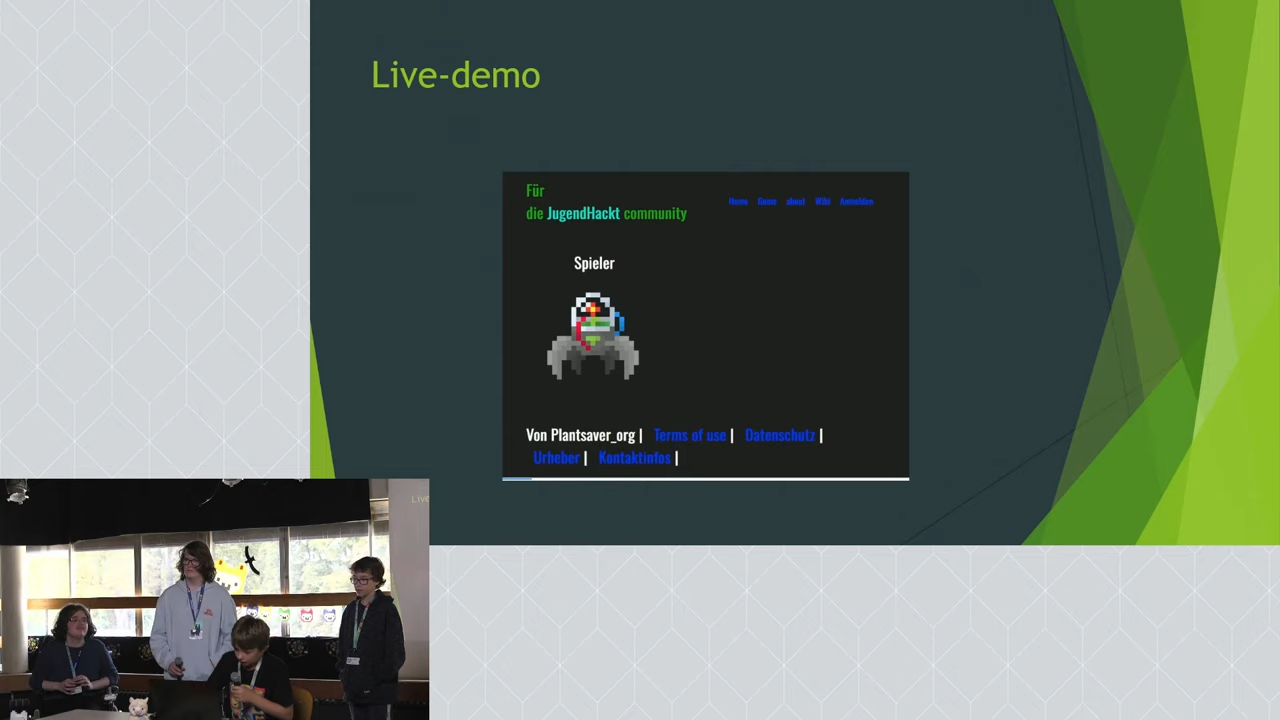 Live-demo
Für
die JugendHackt community
Home Game about Wiki Anmelden
Spieler
Von Plantsaver_org | Terms of use | Datenschutz |
Urheber | Kontaktinfos |
Live